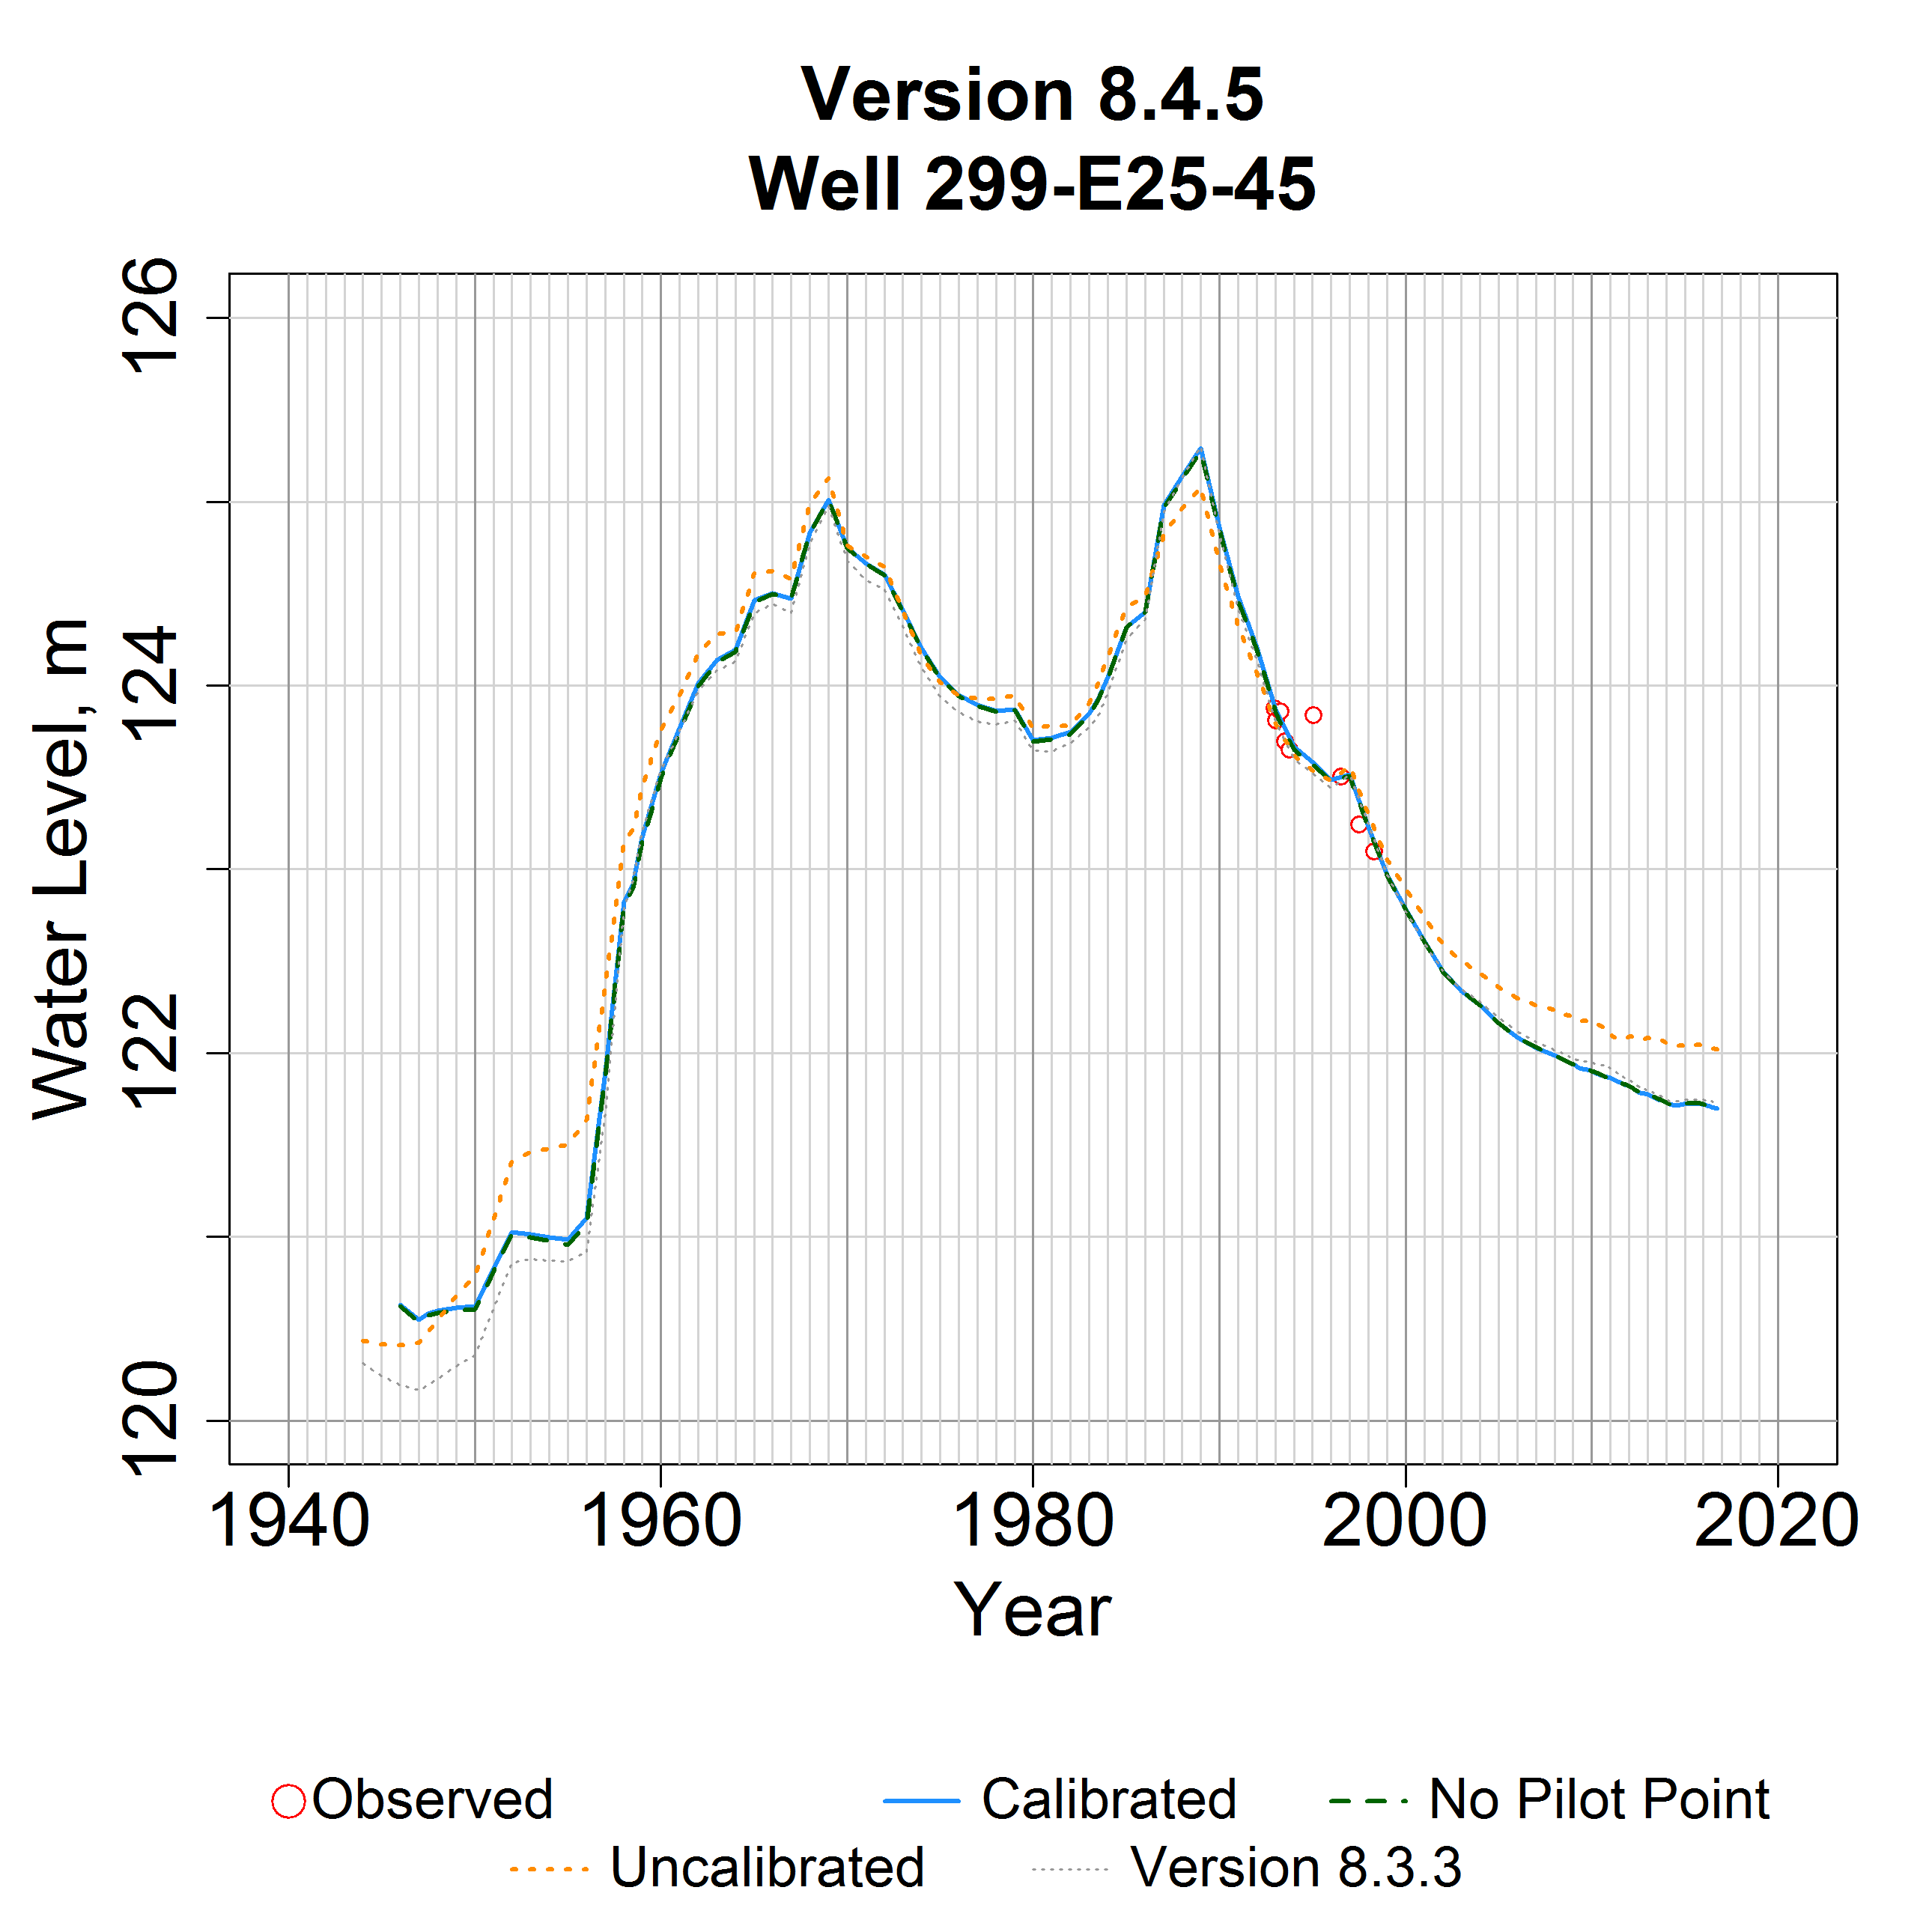 Version 8.4.5
Well 299-E25-45
126
124
122
120
Water Level, m
1940 1960 1980 2000 2020
Year
Observed Calibrated No Pilot Point
Uncalibrated Version 8.3.3